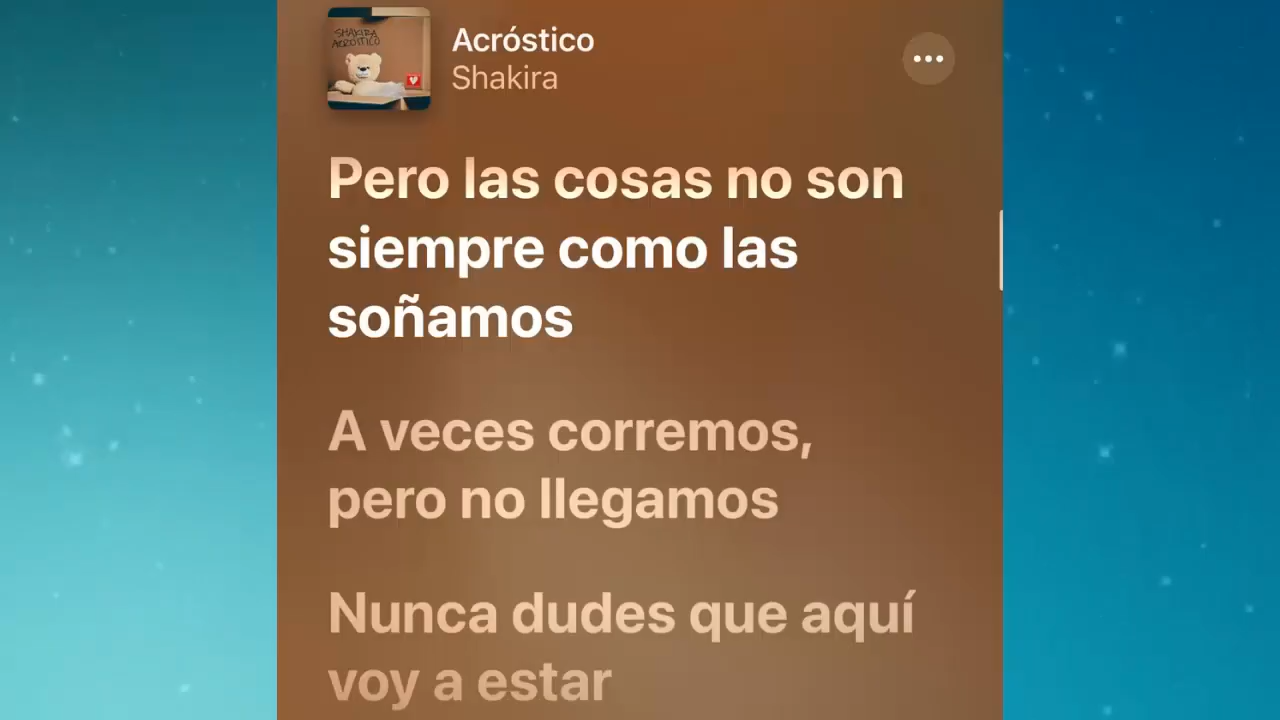 SHAKIRA
ACRÓSTICO
Acróstico
Shakira
Pero las cosas no son
siempre como las
soñamos
A veces corremos,
pero no llegamos
Nunca dudes que aquí
voy a estar